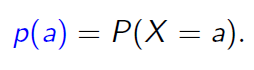 p(a) = P(X = a).